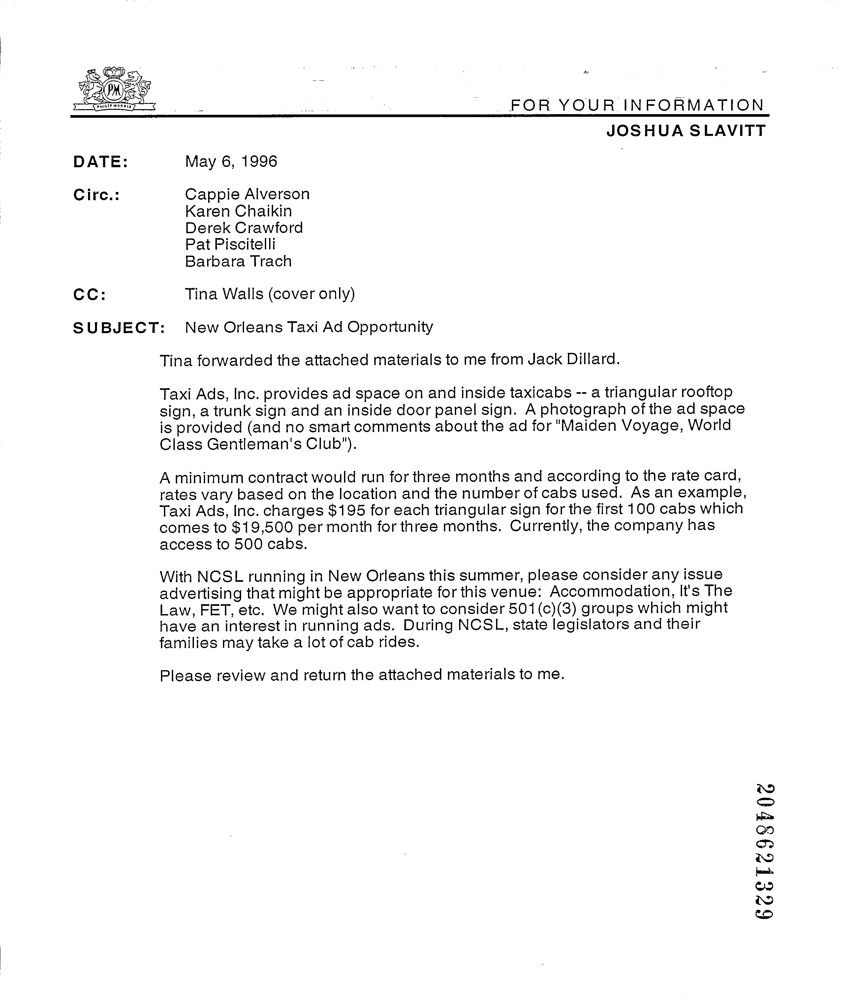 PM
PHILIP MORRIS
FOR YOUR INFORMATION
JOSHUA SLAVITT
DATE: May 6, 1996
Circ.: Cappie Alverson
Karen Chaikin
Derek Crawford
Pat Piscitelli
Barbara Trach
CC: Tina Walls (cover only)
SUBJECT: New Orleans Taxi Ad Opportunity
Tina forwarded the attached materials to me from Jack Dillard.
Taxi Ads, Inc. provides ad space on and inside taxicabs -- a triangular rooftop
sign, a trunk sign and an inside door panel sign. A photograph of the ad space
is provided (and no smart comments about the ad for "Maiden Voyage, World
Class Gentleman's Club").
A minimum contract would run for three months and according to the rate card,
rates vary based on the location and the number of cabs used. As an example,
Taxi Ads, Inc. charges $195 for each triangular sign for the first 100 cabs which
comes to $19,500 per month for three months. Currently, the company has
access to 500 cabs.
With NCSL running in New Orleans this summer, please consider any issue
advertising that might be appropriate for this venue: Accommodation, It's The
Law, FET, etc. We might also want to consider 501(c)(3) groups which might
have an interest in running ads. During NCSL, state legislators and their
families may take a lot of cab rides.
Please review and return the attached materials to me.
2048621329